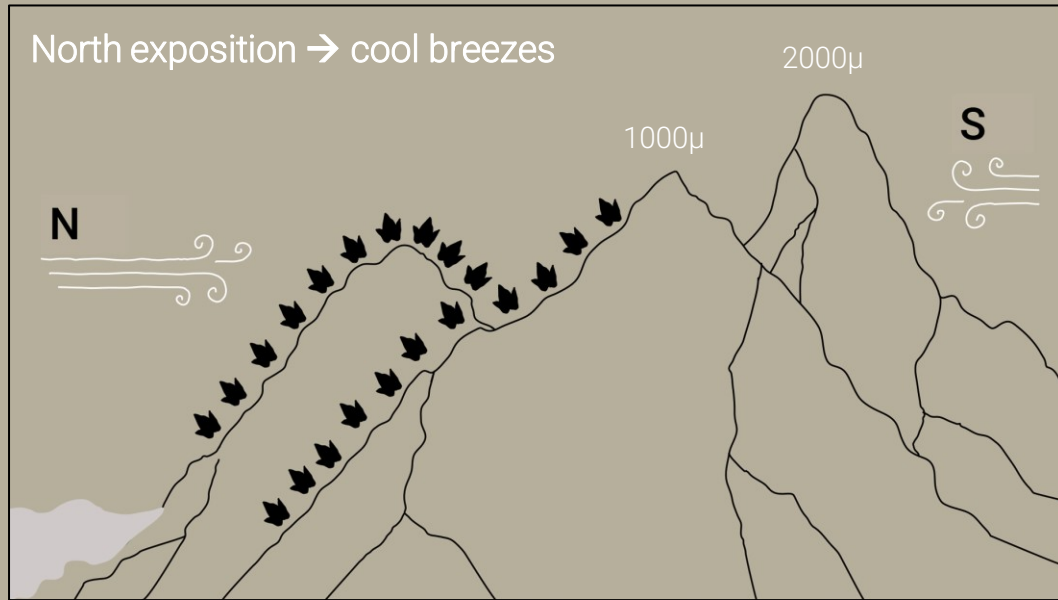 North exposition → cool breezes
2000μ
1000μ
S
N